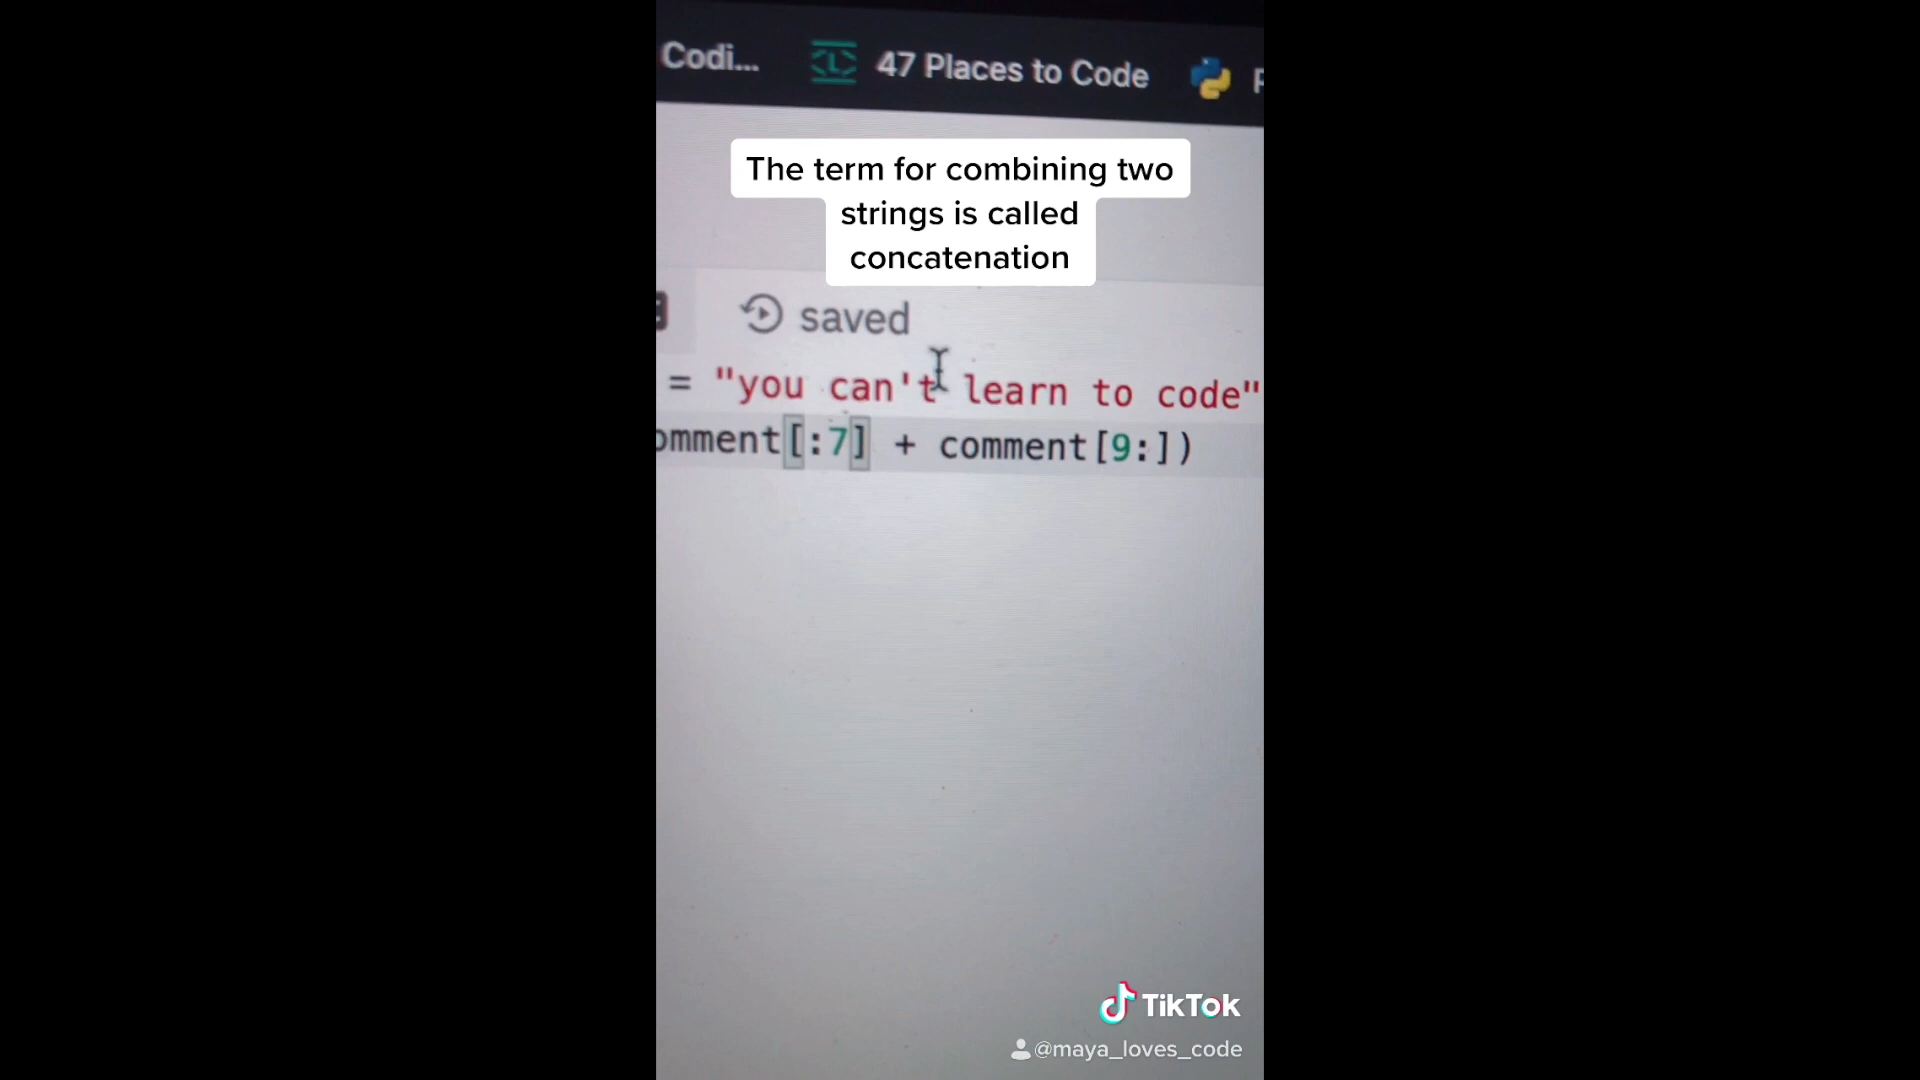 Codi... 47 Places to Code
The term for combining two
strings is called
concatenation
saved
= "you can't learn to code"
omment[:7] + comment[9:])
TikTok
@maya_loves_code